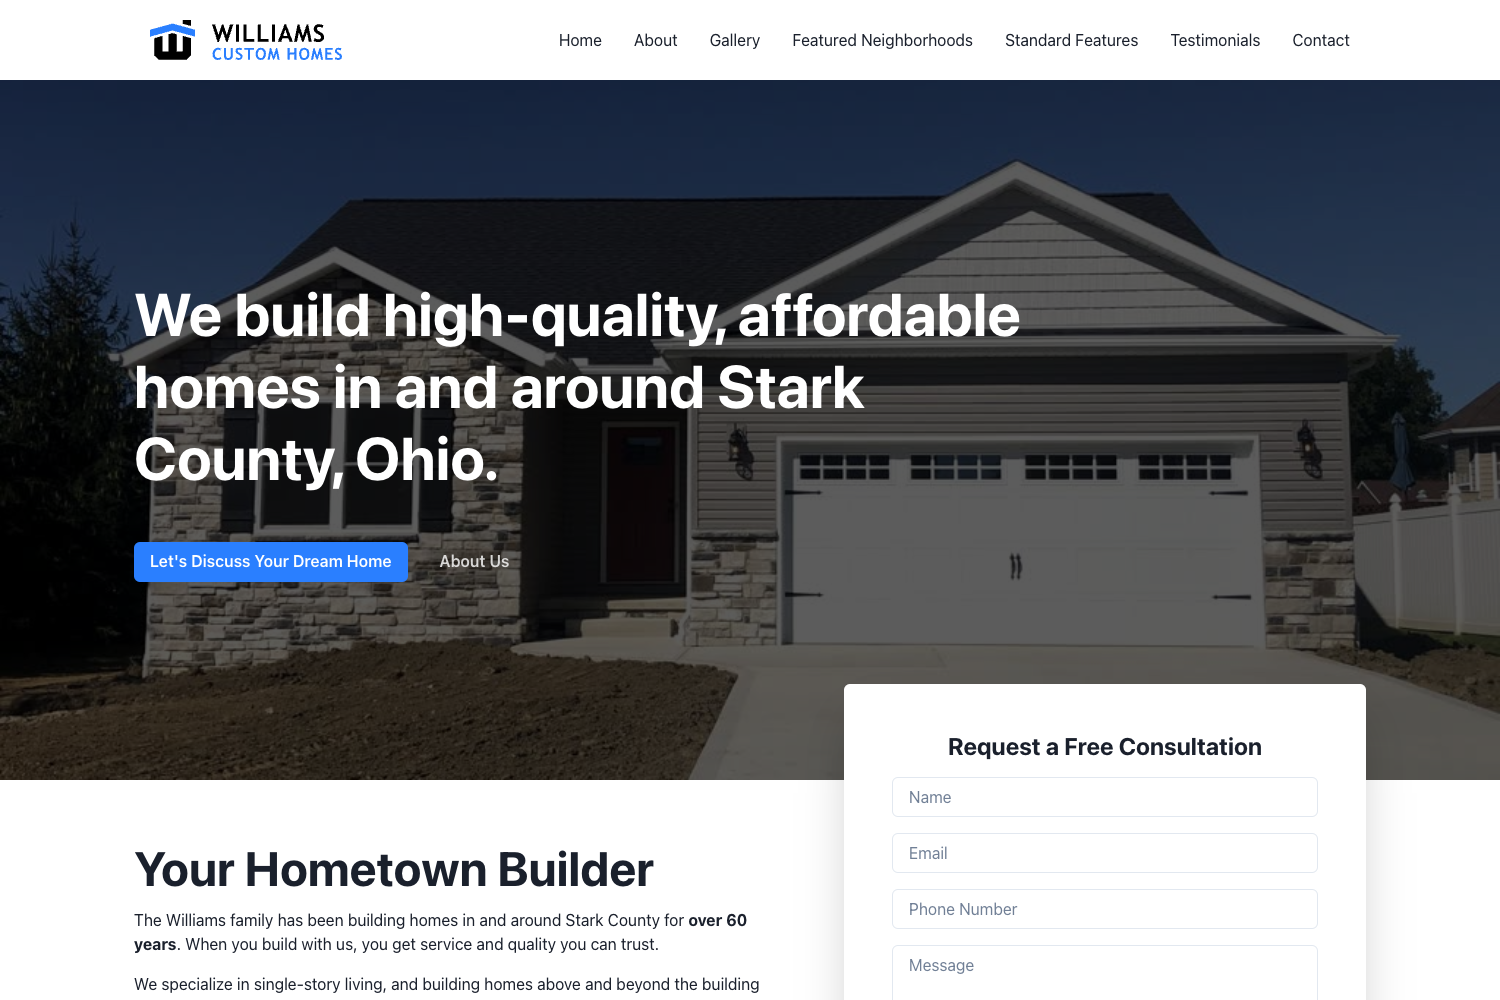 WILLIAMS
CUSTOM HOMES
Home About Gallery Featured Neighborhoods Standard Features Testimonials Contact
We build high-quality, affordable
homes in and around Stark
County, Ohio.
Let's Discuss Your Dream Home About Us
Request a Free Consultation
Name
Email
Phone Number
Message
Your Hometown Builder
The Williams family has been building homes in and around Stark County for over 60
years. When you build with us, you get service and quality you can trust.
We specialize in single-story living, and building homes above and beyond the building